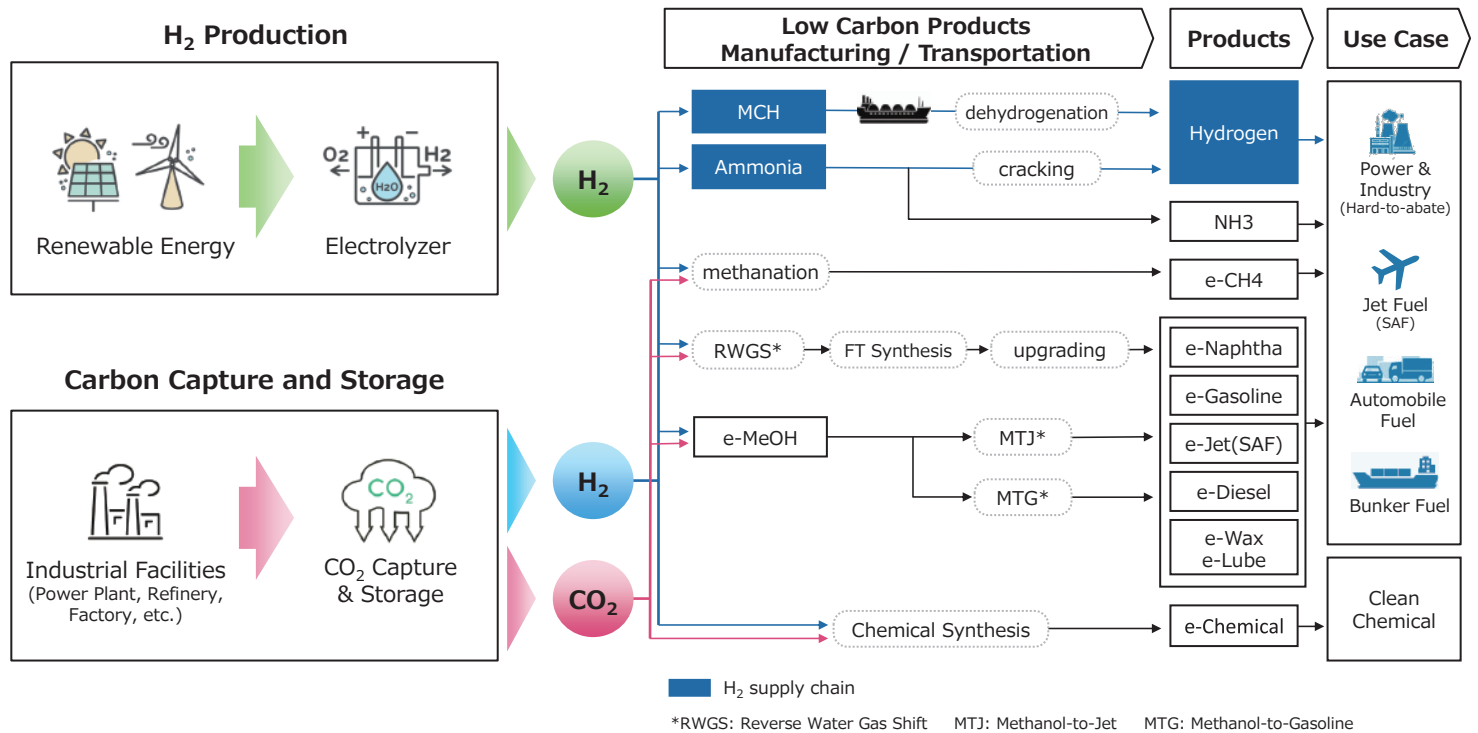 H₂ Production
Renewable Energy
O2
+
−
H2
H2O
Electrolyzer
H₂
Carbon Capture and Storage
Industrial Facilities
(Power Plant, Refinery,
Factory, etc.)
CO₂
CO₂ Capture
& Storage
H₂
CO₂
Low Carbon Products
Manufacturing / Transportation
Products
Use Case
MCH
dehydrogenation
Hydrogen
Ammonia
cracking
NH3
methanation
e-CH4
RWGS*
FT Synthesis
upgrading
e-MeOH
MTJ*
MTG*
e-Naphtha
e-Gasoline
e-Jet(SAF)
e-Diesel
e-Wax
e-Lube
Chemical Synthesis
e-Chemical
Power &
Industry
(Hard-to-abate)
Jet Fuel
(SAF)
Automobile
Fuel
Bunker Fuel
Clean
Chemical
H₂ supply chain
*RWGS: Reverse Water Gas Shift MTJ: Methanol-to-Jet MTG: Methanol-to-Gasoline